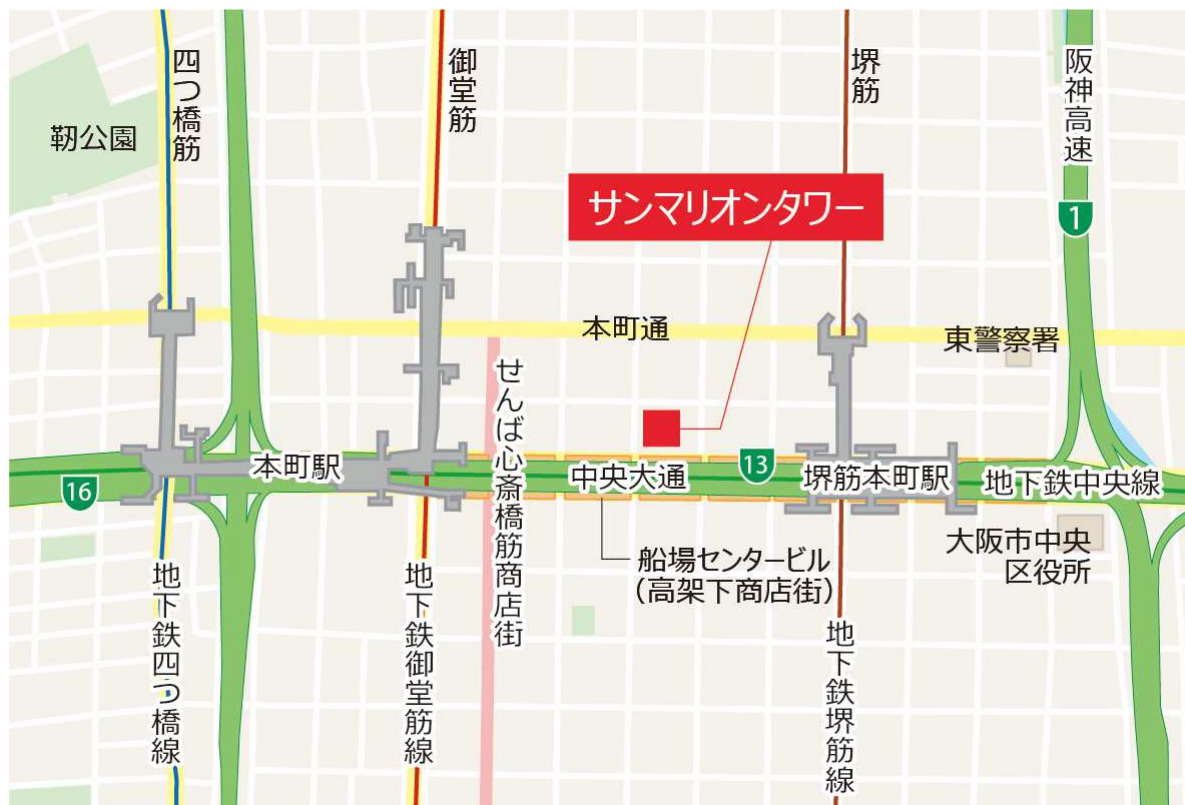 四つ橋筋
御堂筋
堺筋
阪神高速
靭公園
サンマリオンタワー
1
本町通
東警察署
せんば心斎橋筋商店街
本町駅
中央大通
13
堺筋本町駅
地下鉄中央線
16
船場センタービル
(高架下商店街)
大阪市中央
区役所
地下鉄四つ橋線
地下鉄御堂筋線
地下鉄堺筋線